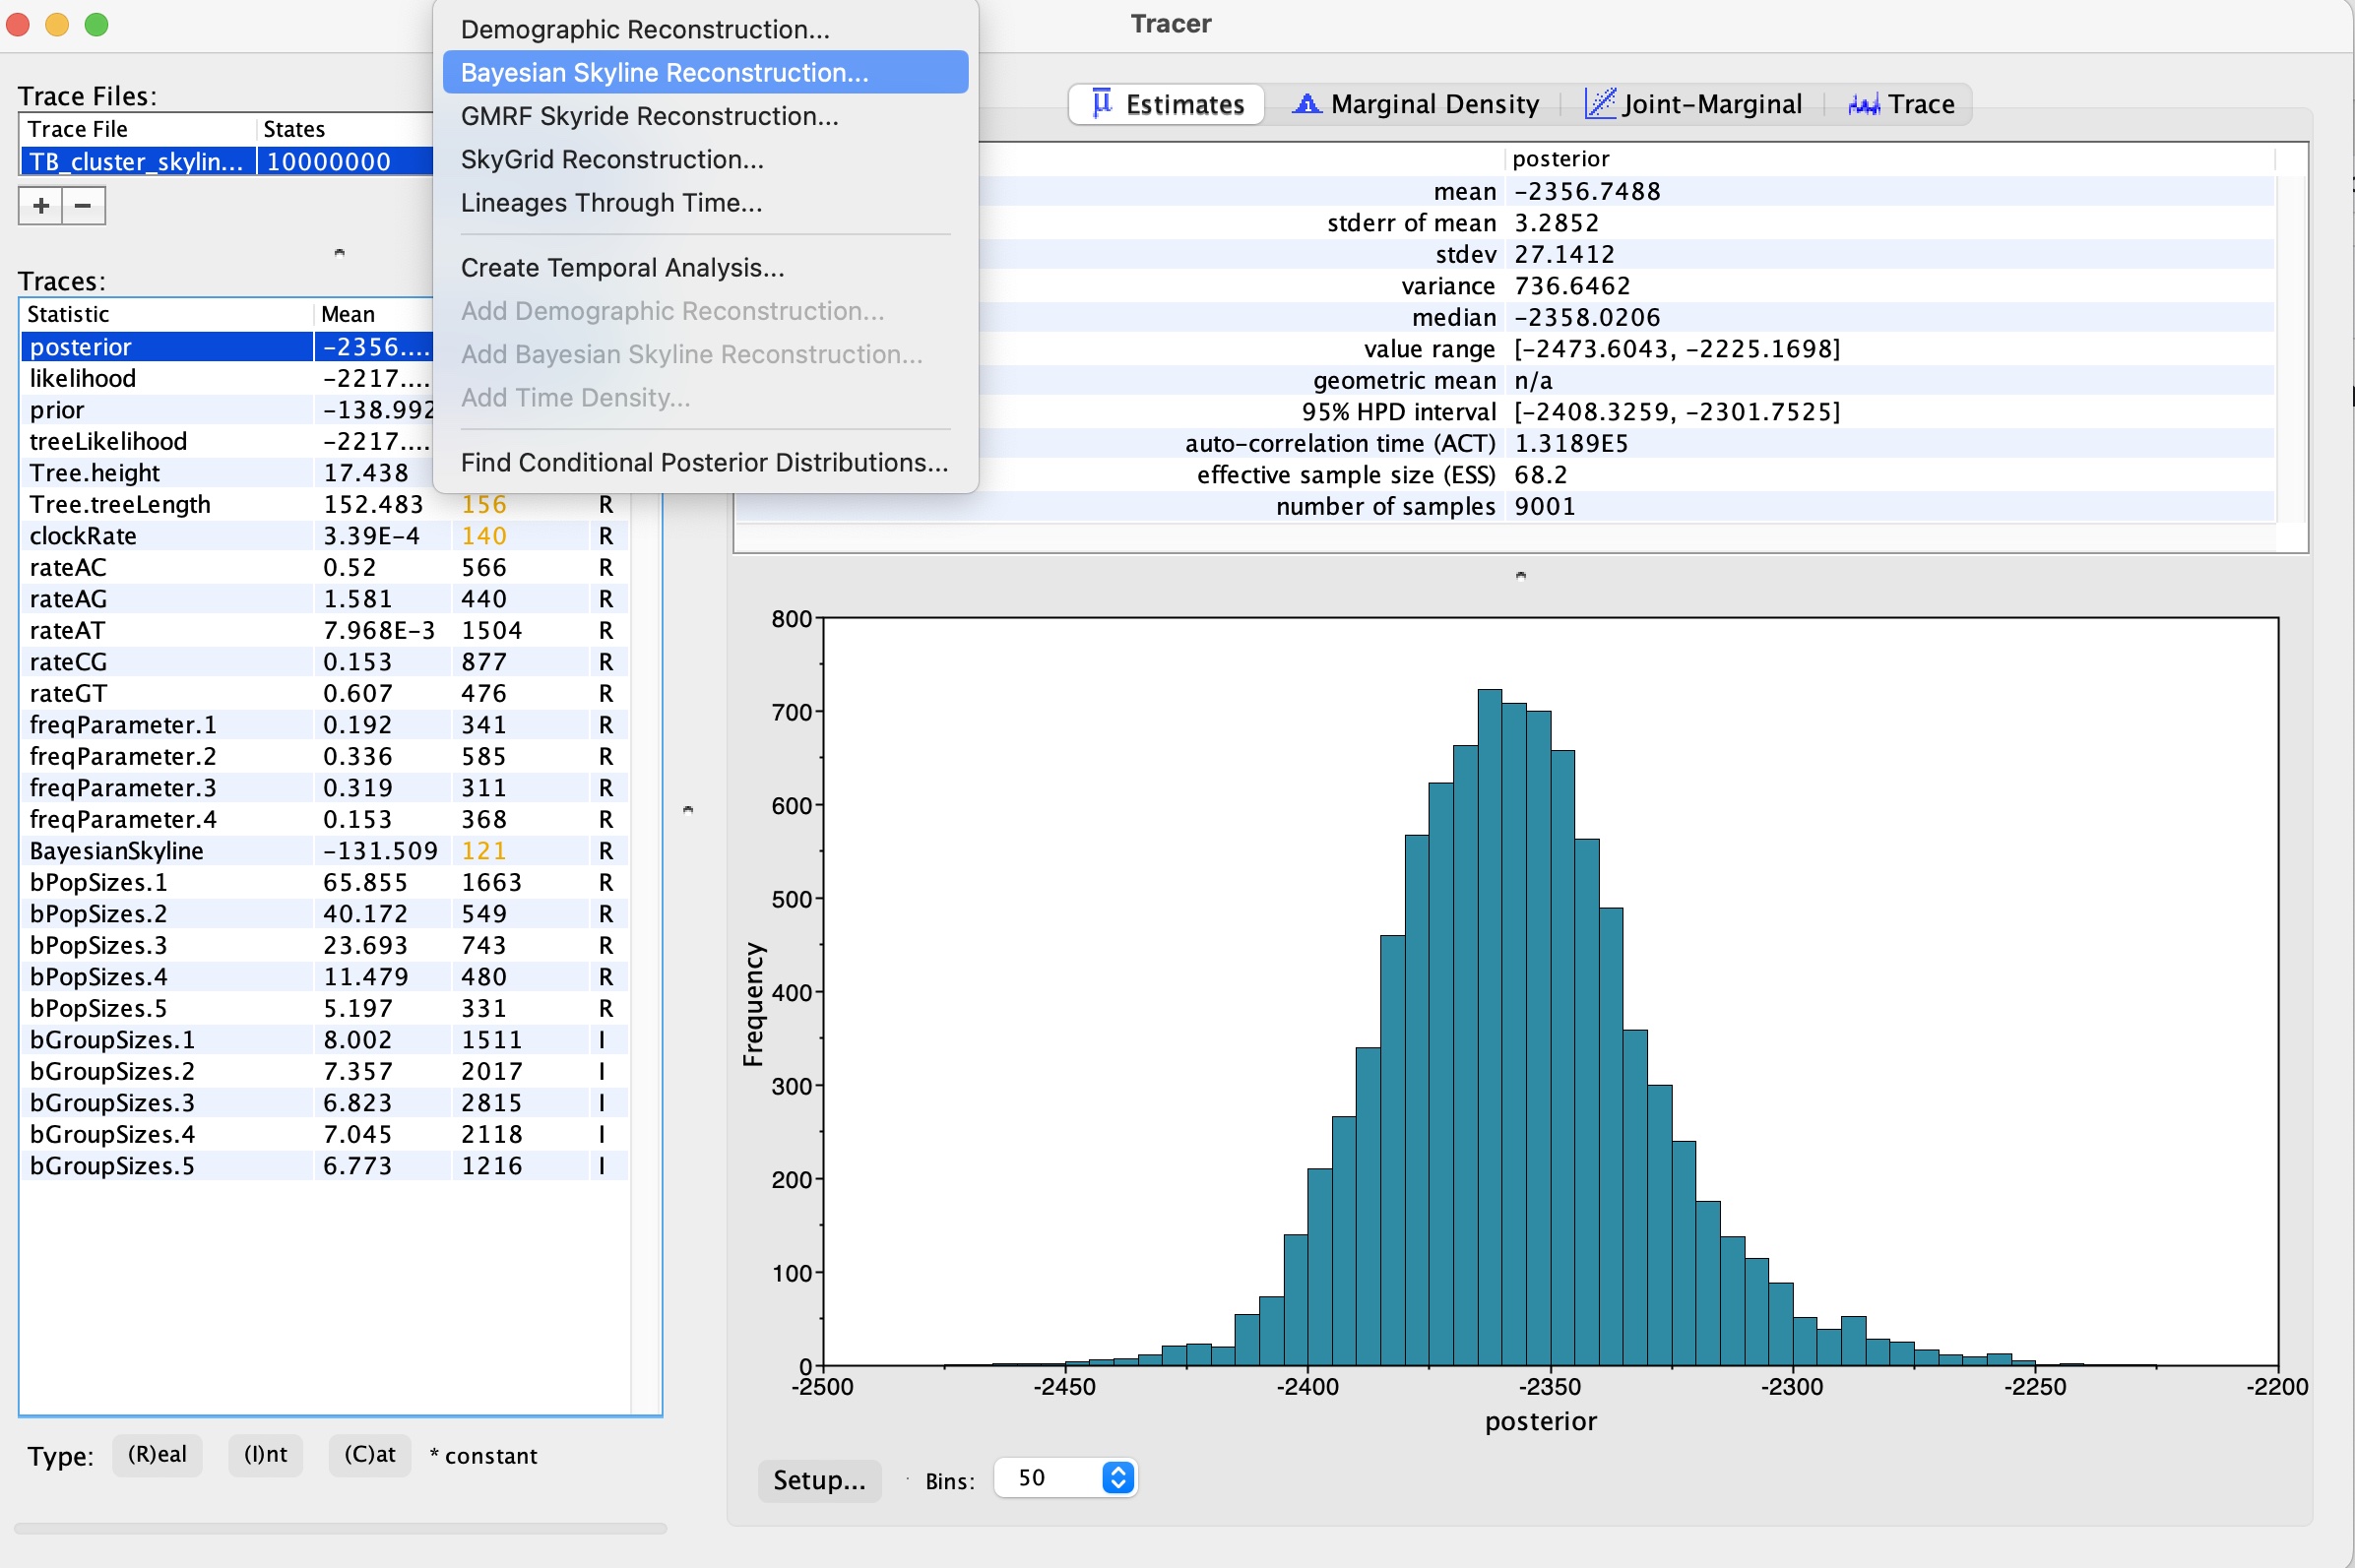 Tracer
Demographic Reconstruction...
Bayesian Skyline Reconstruction...
GMRF Skyride Reconstruction...
SkyGrid Reconstruction...
Lineages Through Time...
Create Temporal Analysis...
Add Demographic Reconstruction...
Add Bayesian Skyline Reconstruction...
Add Time Density...
Find Conditional Posterior Distributions...
Trace Files:
Trace File States
TB_cluster_skylin... 10000000
+ −
Traces:
Statistic Mean
posterior -2356....
likelihood -2217....
prior -138.992
treeLikelihood -2217....
Tree.height 17.438
Tree.treeLength 152.483 156 R
clockRate 3.39E-4 140 R
rateAC 0.52 566 R
rateAG 1.581 440 R
rateAT 7.968E-3 1504 R
rateCG 0.153 877 R
rateGT 0.607 476 R
freqParameter.1 0.192 341 R
freqParameter.2 0.336 585 R
freqParameter.3 0.319 311 R
freqParameter.4 0.153 368 R
BayesianSkyline -131.509 121 R
bPopSizes.1 65.855 1663 R
bPopSizes.2 40.172 549 R
bPopSizes.3 23.693 743 R
bPopSizes.4 11.479 480 R
bPopSizes.5 5.197 331 R
bGroupSizes.1 8.002 1511 I
bGroupSizes.2 7.357 2017 I
bGroupSizes.3 6.823 2815 I
bGroupSizes.4 7.045 2118 I
bGroupSizes.5 6.773 1216 I
Type: (R)eal (I)nt (C)at * constant
Estimates Marginal Density Joint-Marginal Trace
posterior
mean -2356.7488
stderr of mean 3.2852
stdev 27.1412
variance 736.6462
median -2358.0206
value range [-2473.6043, -2225.1698]
geometric mean n/a
95% HPD interval [-2408.3259, -2301.7525]
auto-correlation time (ACT) 1.3189E5
effective sample size (ESS) 68.2
number of samples 9001
Frequency
800
700
600
500
400
300
200
100
0
-2500 -2450 -2400 -2350 -2300 -2250 -2200
posterior
Setup... Bins: 50